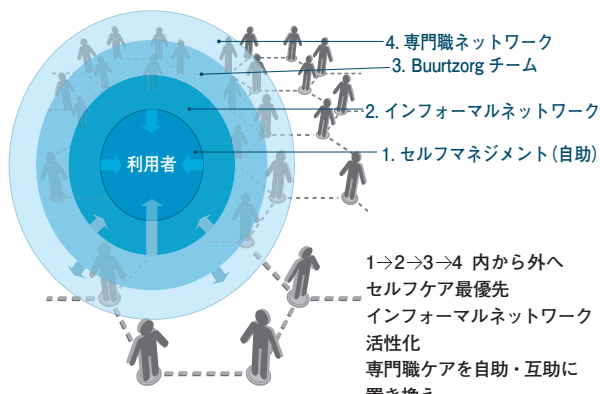 4. 専門職ネットワーク
3. Buurtzorg チーム
2. インフォーマルネットワーク
1. セルフマネジメント（自助）
利用者
1→2→3→4 内から外へ
セルフケア最優先
インフォーマルネットワーク
活性化
専門職ケアを自助・互助に
置き換え